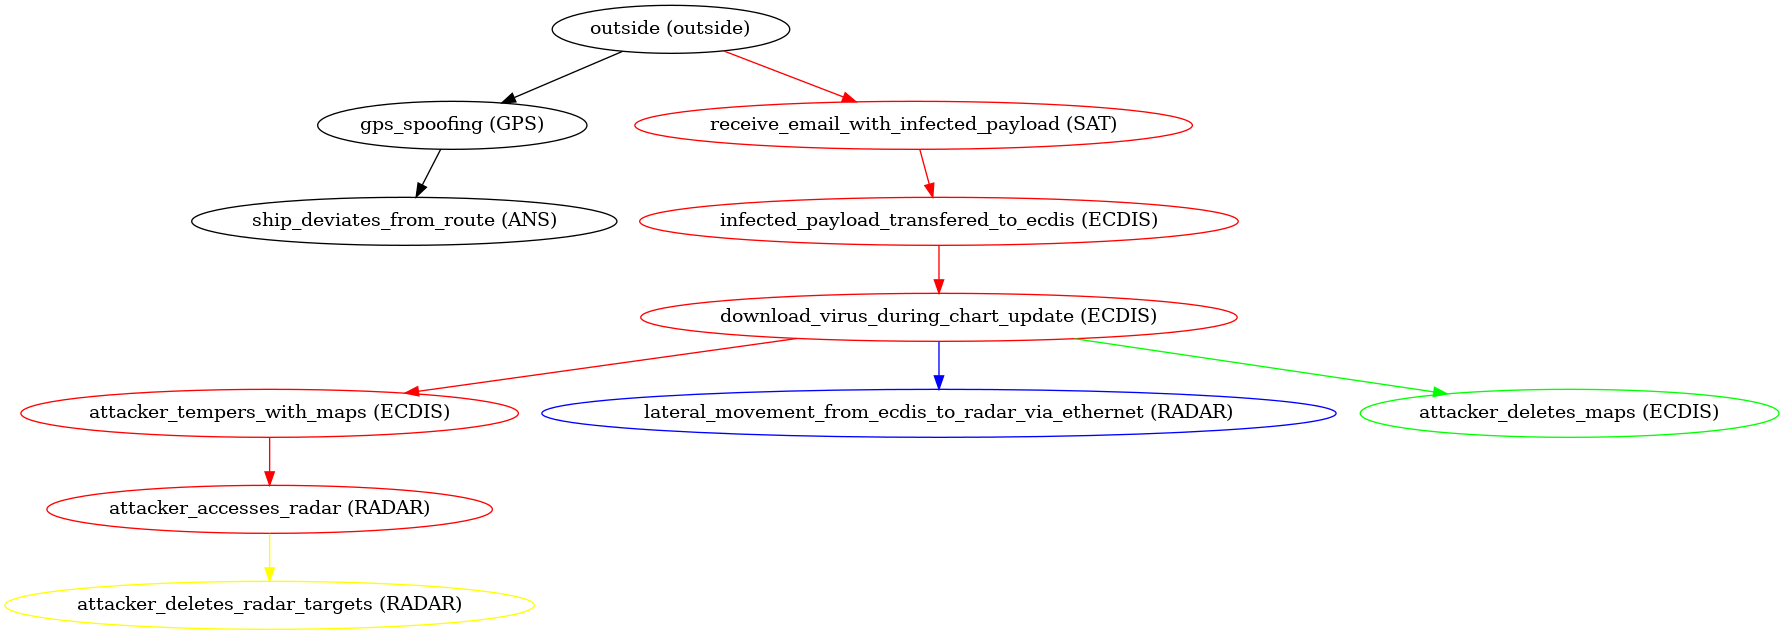 outside (outside)
gps_spoofing (GPS)
receive_email_with_infected_payload (SAT)
ship_deviates_from_route (ANS)
infected_payload_transfered_to_ecdis (ECDIS)
download_virus_during_chart_update (ECDIS)
attacker_tempers_with_maps (ECDIS)
lateral_movement_from_ecdis_to_radar_via_ethernet (RADAR)
attacker_deletes_maps (ECDIS)
attacker_accesses_radar (RADAR)
attacker_deletes_radar_targets (RADAR)